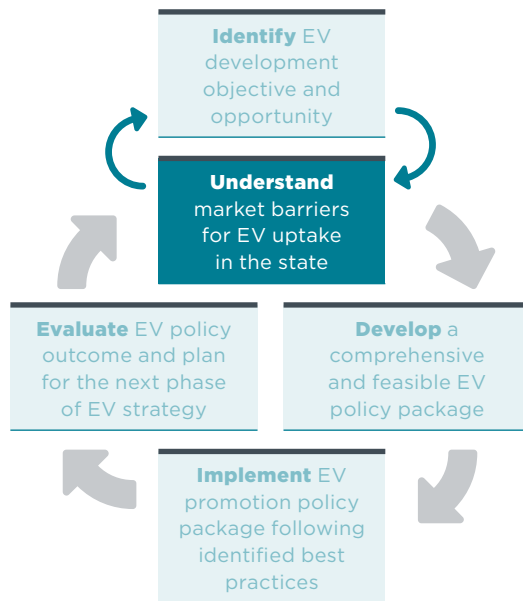 Identify EV
development
objective and
opportunity
Understand
market barriers
for EV uptake
in the state
Evaluate EV policy
outcome and plan
for the next phase
of EV strategy
Develop a
comprehensive
and feasible EV
policy package
Implement EV
promotion policy
package following
identified best
practices